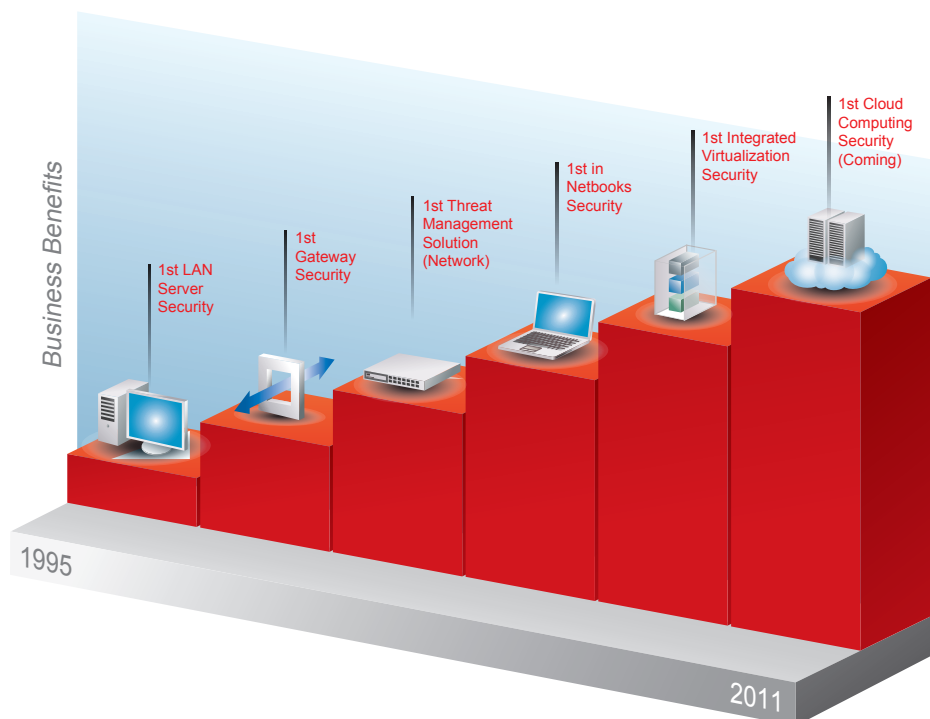 Business Benefits
1st LAN
Server
Security
1st
Gateway
Security
1st Threat
Management
Solution
(Network)
1st in
Netbooks
Security
1st Integrated
Virtualization
Security
1st Cloud
Computing
Security
(Coming)
1995
2011